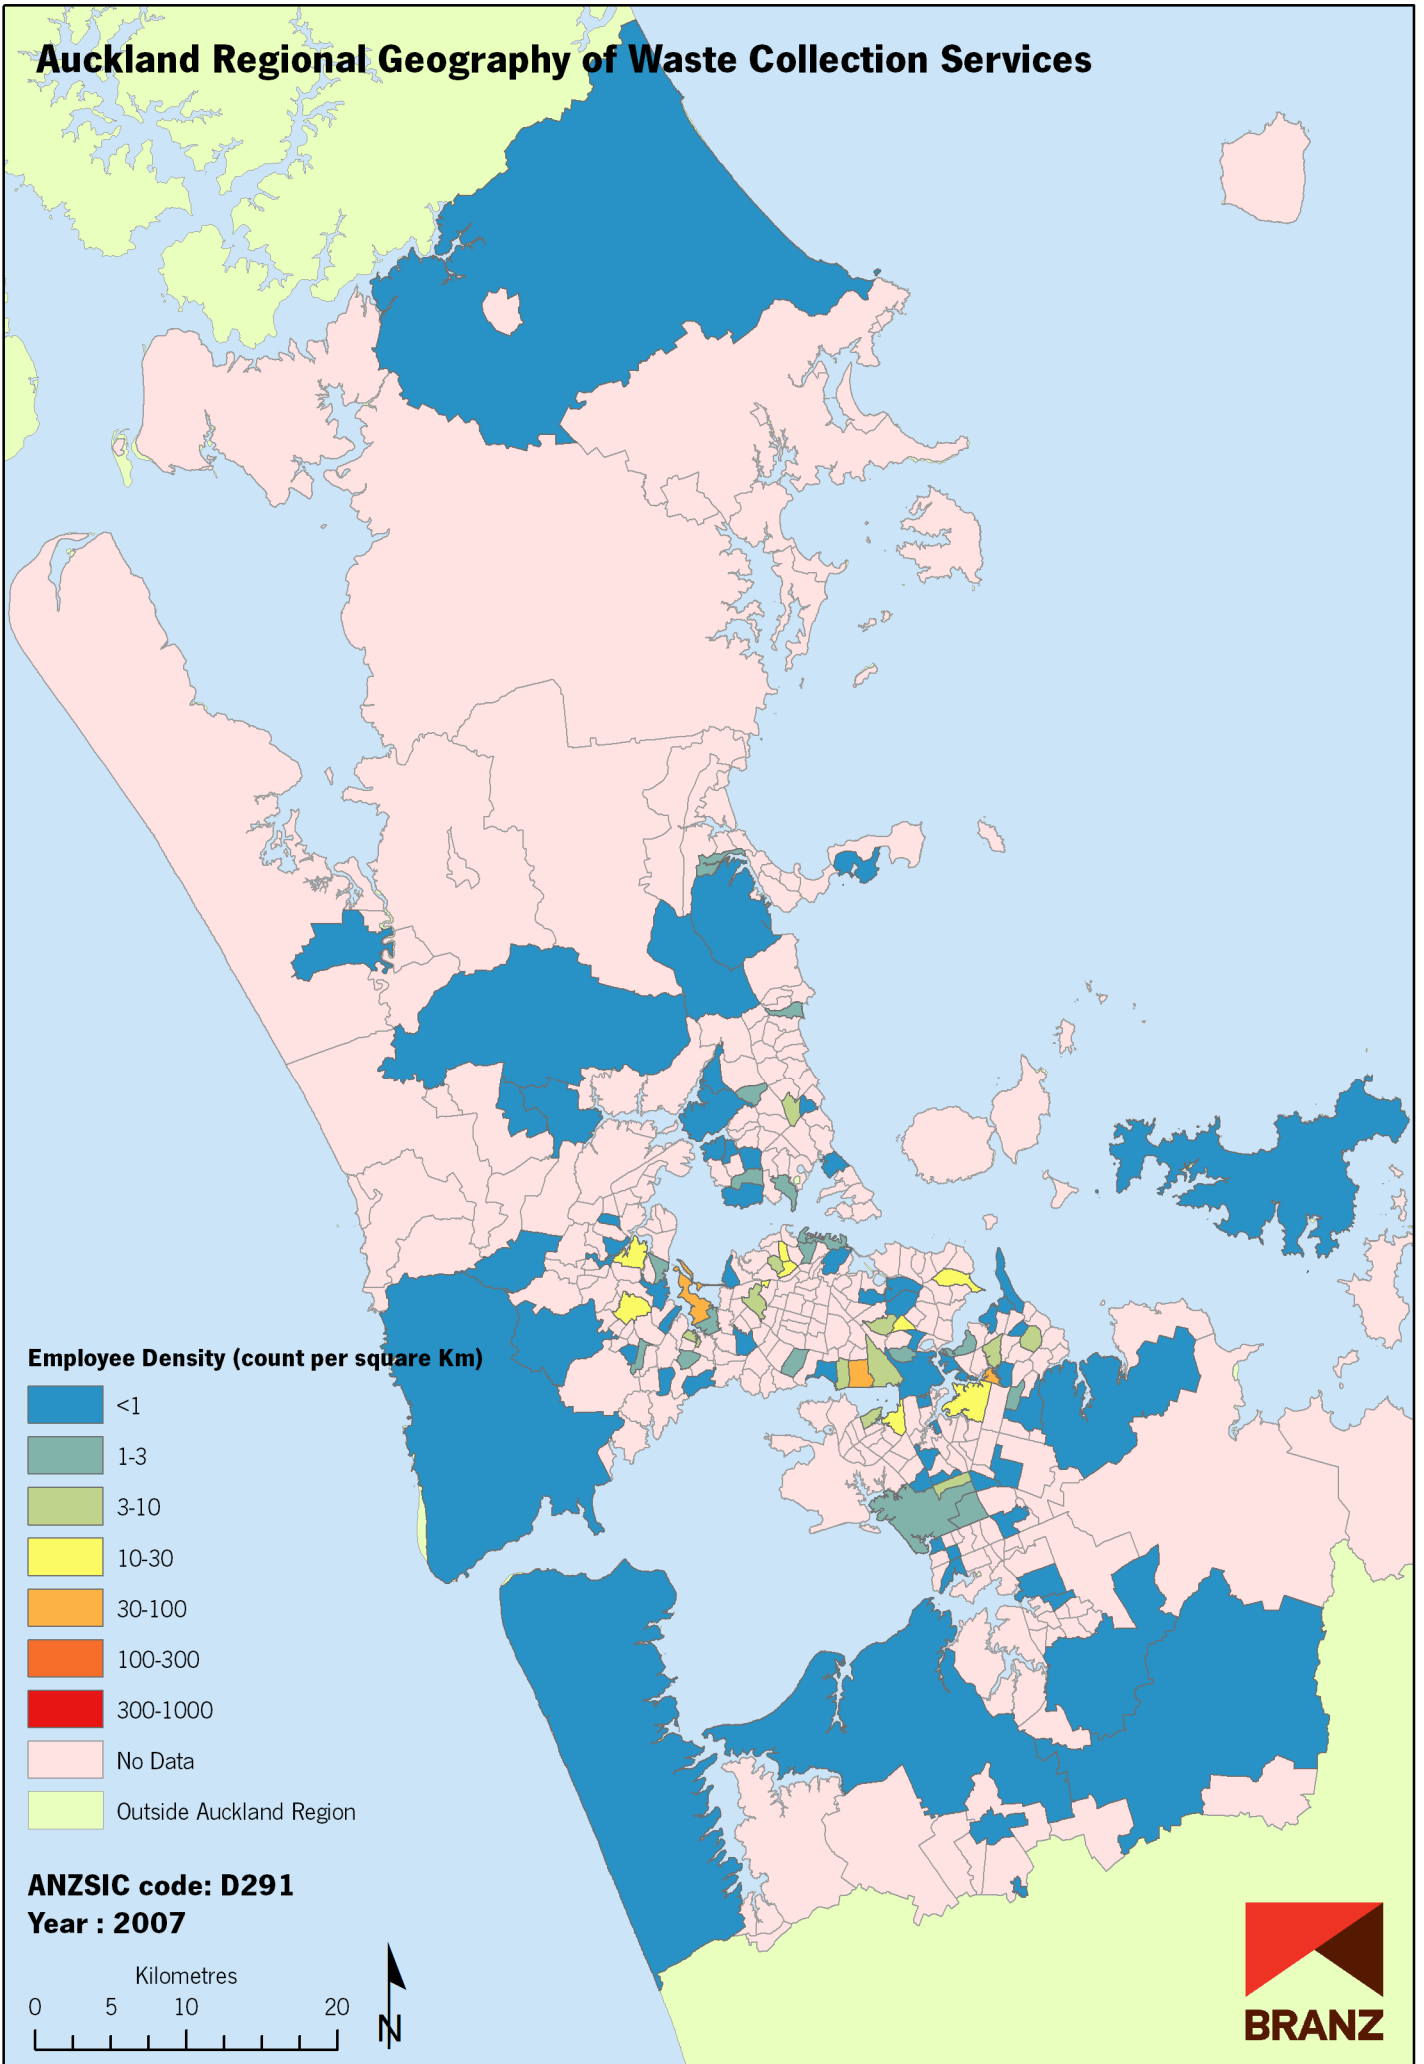 Auckland Regional Geography of Waste Collection Services
Employee Density (count per square Km)
<1
1-3
3-10
10-30
30-100
100-300
300-1000
No Data
Outside Auckland Region
ANZSIC code: D291
Year : 2007
Kilometres
0 5 10 20
N
BRANZ